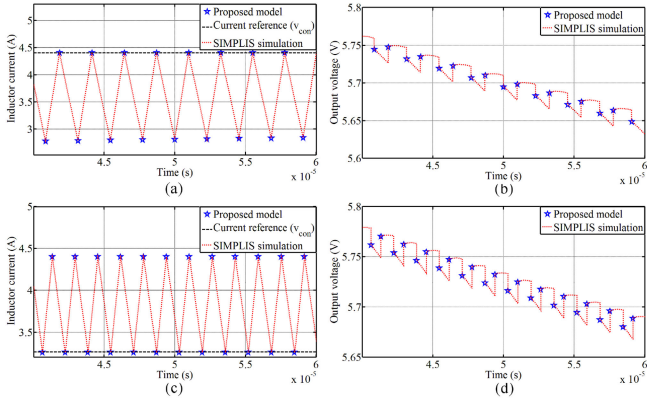 Proposed model
Current reference (vcon)
SIMPLIS simulation
Inductor current (A)
5
4.5
4
3.5
3
4.5
5
5.5
6
x 10-5
Time (s)
(a)
Proposed model
SIMPLIS simulation
Output voltage (V)
5.8
5.75
5.7
5.65
5.6
4.5
5
5.5
6
x 10-5
Time (s)
(b)
Proposed model
Current reference (vcon)
SIMPLIS simulation
Inductor current (A)
5
4.5
4
3.5
4.5
5
5.5
6
x 10-5
Time (s)
(c)
Proposed model
SIMPLIS simulation
Output voltage (V)
5.8
5.75
5.7
5.65
4.5
5
5.5
6
x 10-5
Time (s)
(d)